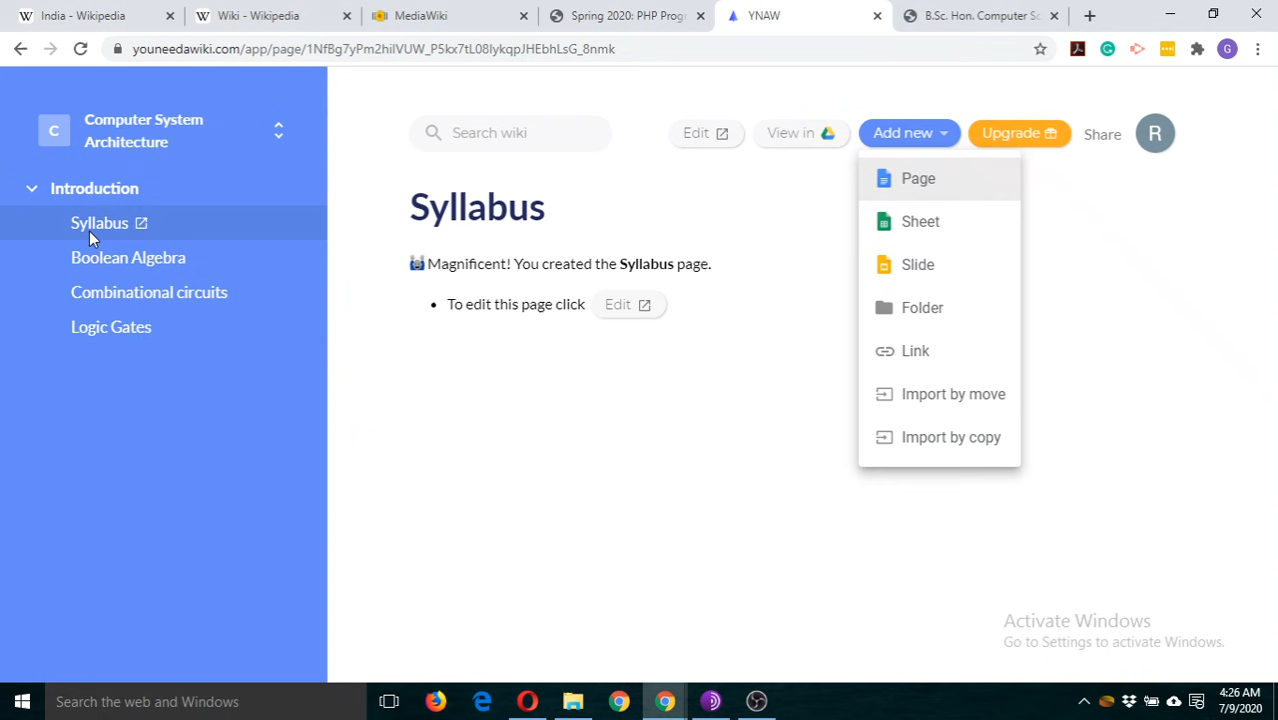 India - Wikipedia
Wiki - Wikipedia
MediaWiki
Spring 2020: PHP Prog
YNAW
B.Sc. Hon. Computer Sc
youneedawiki.com/app/page/1NfBg7yPm2hiIVUW_P5kx7tL08lykqpJHEbhLsG_8nmk
G
C
Computer System
Architecture
Search wiki
Edit
View in
Add new
Upgrade
Share
R
Introduction
Syllabus
Boolean Algebra
Combinational circuits
Logic Gates
Syllabus
Magnificent! You created the Syllabus page.
• To edit this page click Edit
Page
Sheet
Slide
Folder
Link
Import by move
Import by copy
Activate Windows
Go to Settings to activate Windows.
Search the web and Windows
4:26 AM
7/9/2020